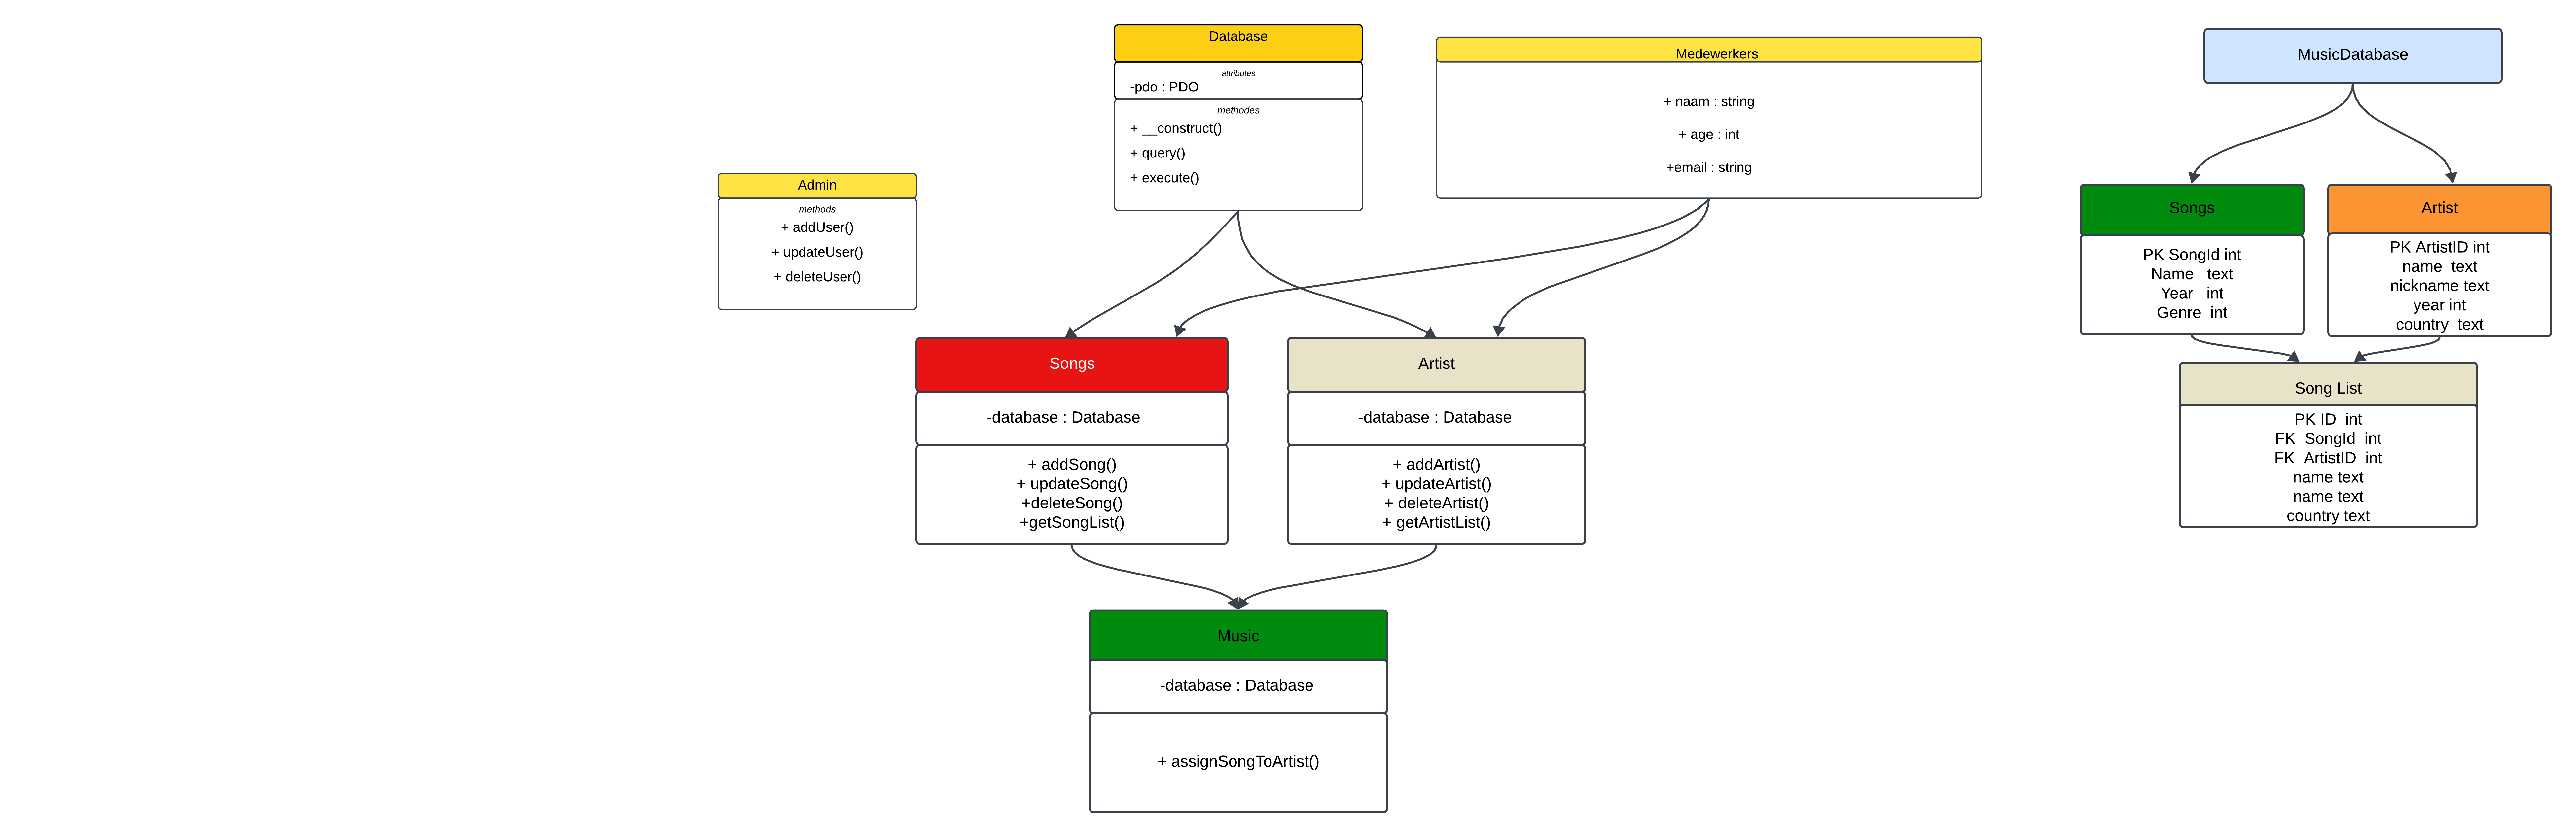 Database
attributes
-pdo : PDO
methodes
+ __construct()
+ query()
+ execute()
Medewerkers
+ naam : string
+ age : int
+email : string
Admin
methods
+ addUser()
+ updateUser()
+ deleteUser()
Songs
-database : Database
+ addSong()
+ updateSong()
+deleteSong()
+getSongList()
Artist
-database : Database
+ addArtist()
+ updateArtist()
+ deleteArtist()
+ getArtistList()
Music
-database : Database
+ assignSongToArtist()
MusicDatabase
Songs
PK SongId int
Name text
Year int
Genre int
Artist
PK ArtistID int
name text
nickname text
year int
country text
Song List
PK ID int
FK SongId int
FK ArtistID int
name text
name text
country text